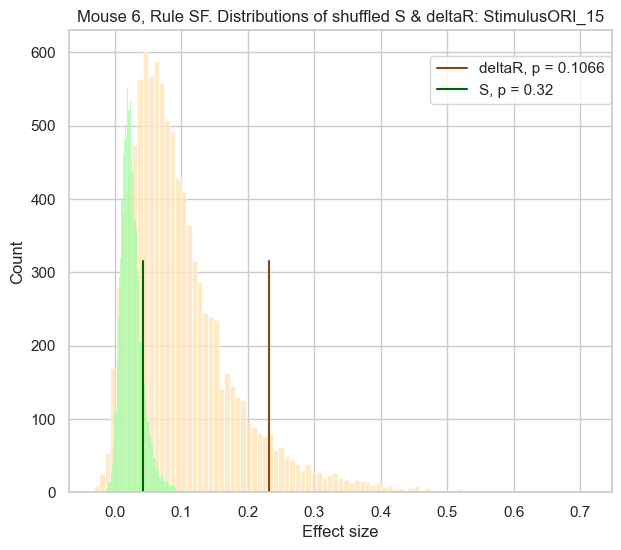 Mouse 6, Rule SF. Distributions of shuffled S & deltaR: StimulusORI_15
600
500
400
300
200
100
0
Count
deltaR, p = 0.1066
S, p = 0.32
0.0 0.1 0.2 0.3 0.4 0.5 0.6 0.7
Effect size